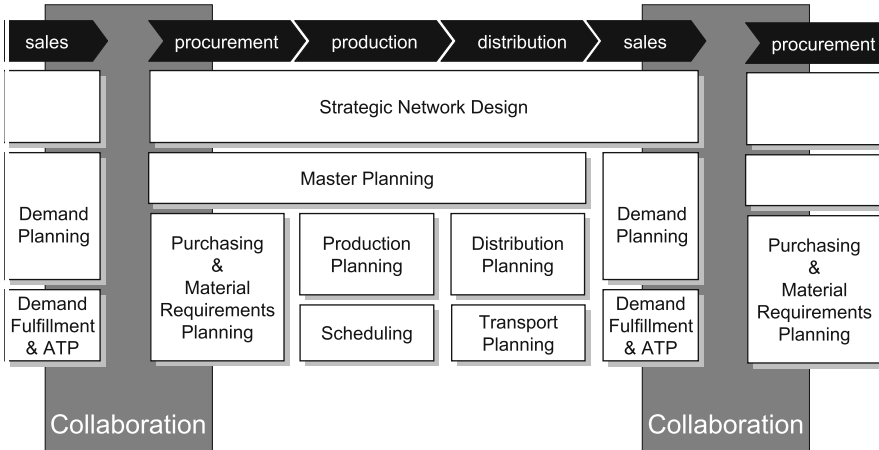 sales
procurement
production
distribution
sales
procurement
Strategic Network Design
Master Planning
Demand
Planning
Purchasing
&
Material
Requirements
Planning
Production
Planning
Distribution
Planning
Demand
Planning
Purchasing
&
Material
Requirements
Planning
Demand
Fulfillment
& ATP
Scheduling
Transport
Planning
Demand
Fulfillment
& ATP
Collaboration
Collaboration